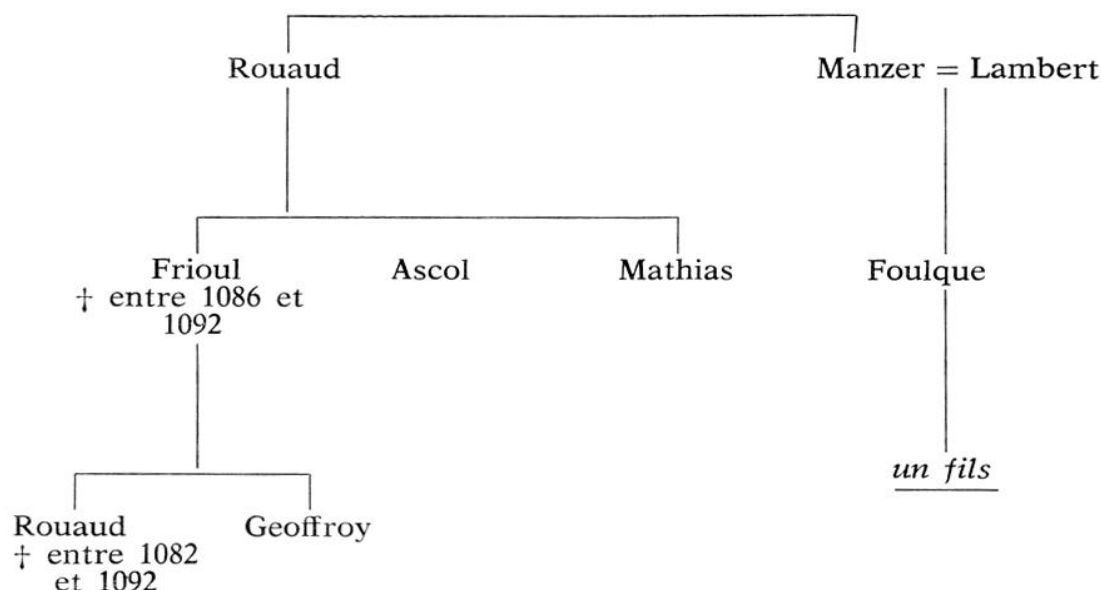 Rouaud
Manzer = Lambert
Frioul
† entre 1086 et
1092
Ascol
Mathias
Foulque
un fils
Rouaud
† entre 1082
et 1092
Geoffroy